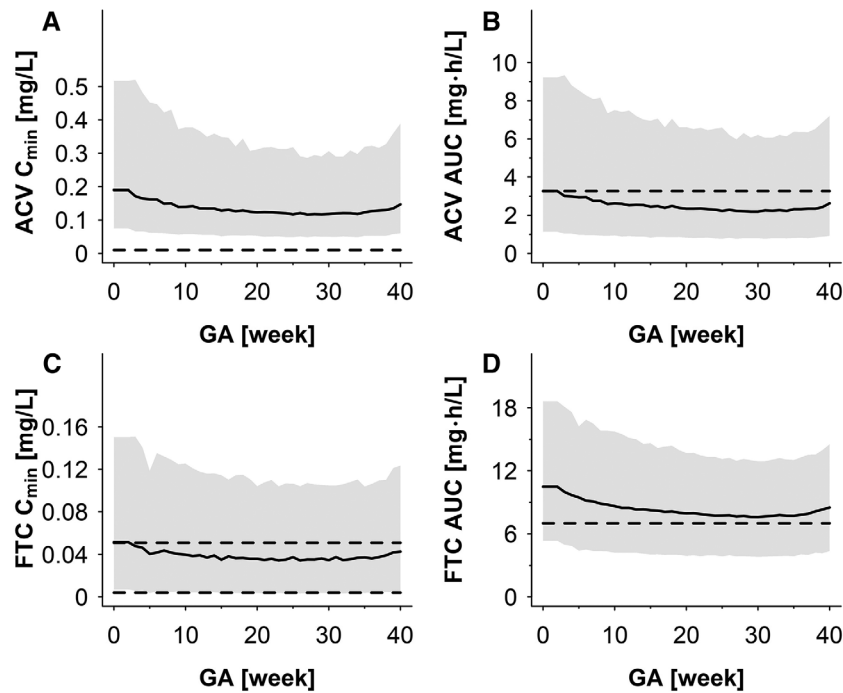 A
ACV Cmin [mg/L]
0.5
0.4
0.3
0.2
0.1
0
0 10 20 30 40
GA [week]
B
ACV AUC [mg·h/L]
10
8
6
4
2
0
0 10 20 30 40
GA [week]
C
FTC Cmin [mg/L]
0.16
0.12
0.08
0.04
0
0 10 20 30 40
GA [week]
D
FTC AUC [mg·h/L]
18
12
6
0
0 10 20 30 40
GA [week]